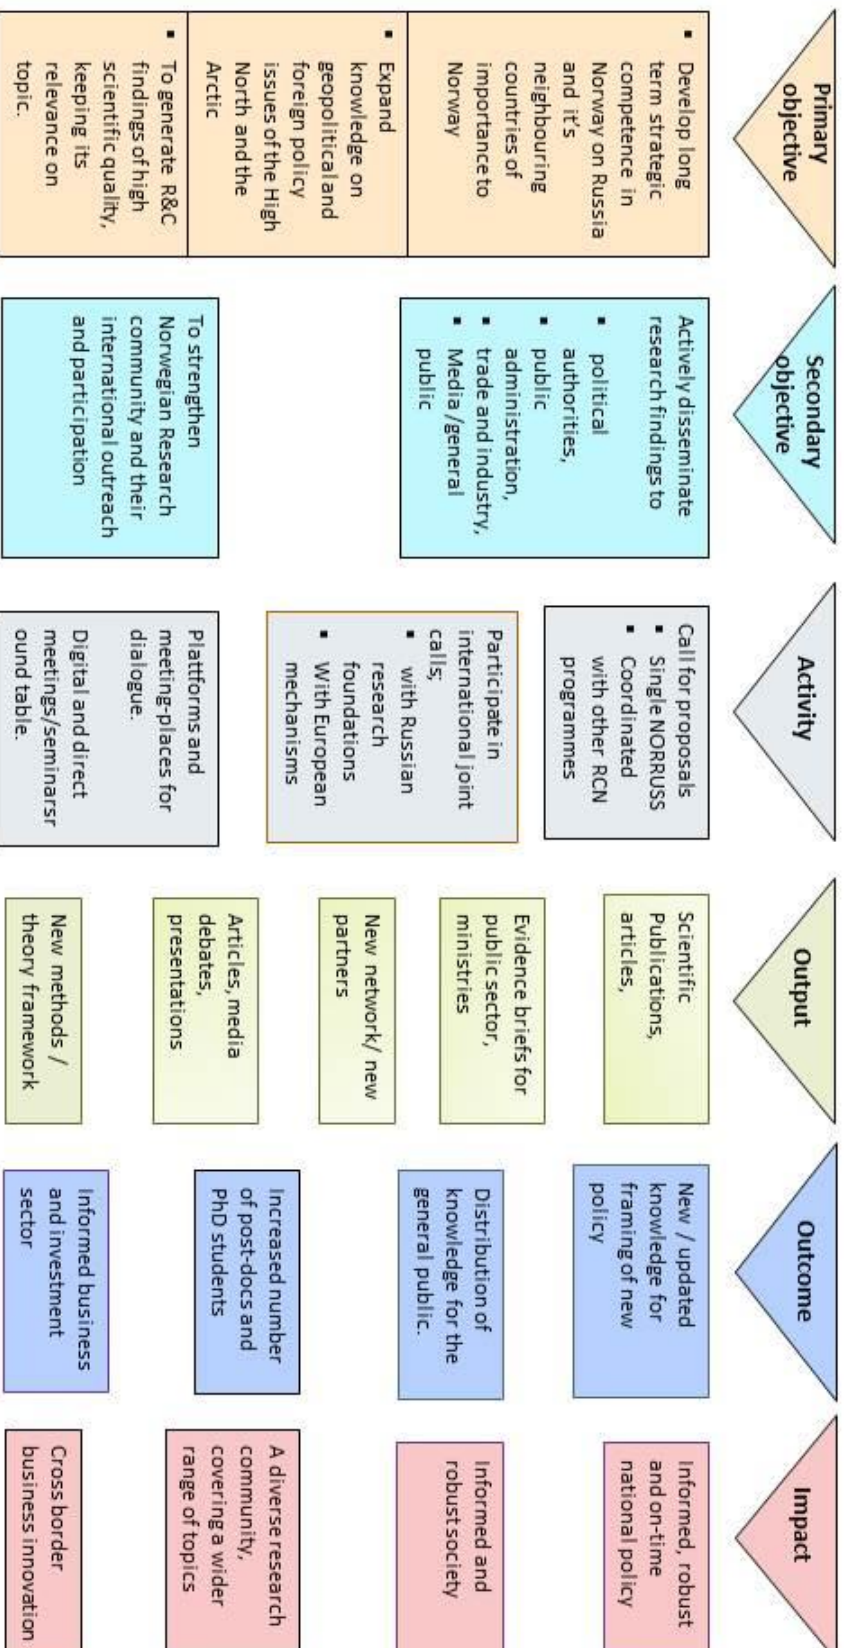 Primary
objective
▪ Develop long
term strategic
competence in
Norway on Russia
and it's
neighbouring
countries of
importance to
Norway
▪ Expand
knowledge on
geopolitical and
foreign policy
issues of the High
North and the
Arctic
▪ To generate R&C
findings of high
scientific quality,
keeping its
relevance on
topic.
Secondary
objective
Actively disseminate
research findings to
▪ political
authorities,
▪ public
administration,
▪ trade and industry,
▪ Media /general
public
To strengthen
Norwegian Research
community and their
international outreach
and participation
Activity
Call for proposals
▪ Single NORRUSS
▪ Coordinated
with other RCN
programmes
Participate in
international joint
calls;
▪ with Russian
research
foundations
▪ With European
mechanisms
Plattforms and
meeting-places for
dialogue.
Digital and direct
meetings/seminarsr
ound table.
Output
Scientific
Publications,
articles,
Evidence briefs for
public sector,
ministries
New network/ new
partners
Articles, media
debates,
presentations
New methods /
theory framework
Outcome
New / updated
knowledge for
framing of new
policy
Distribution of
knowledge for the
general public.
Increased number
of post-docs and
PhD students
Informed business
and investment
sector
Impact
Informed, robust
and on-time
national policy
Informed and
robust society
A diverse research
community,
covering a wider
range of topics
Cross border
business innovation